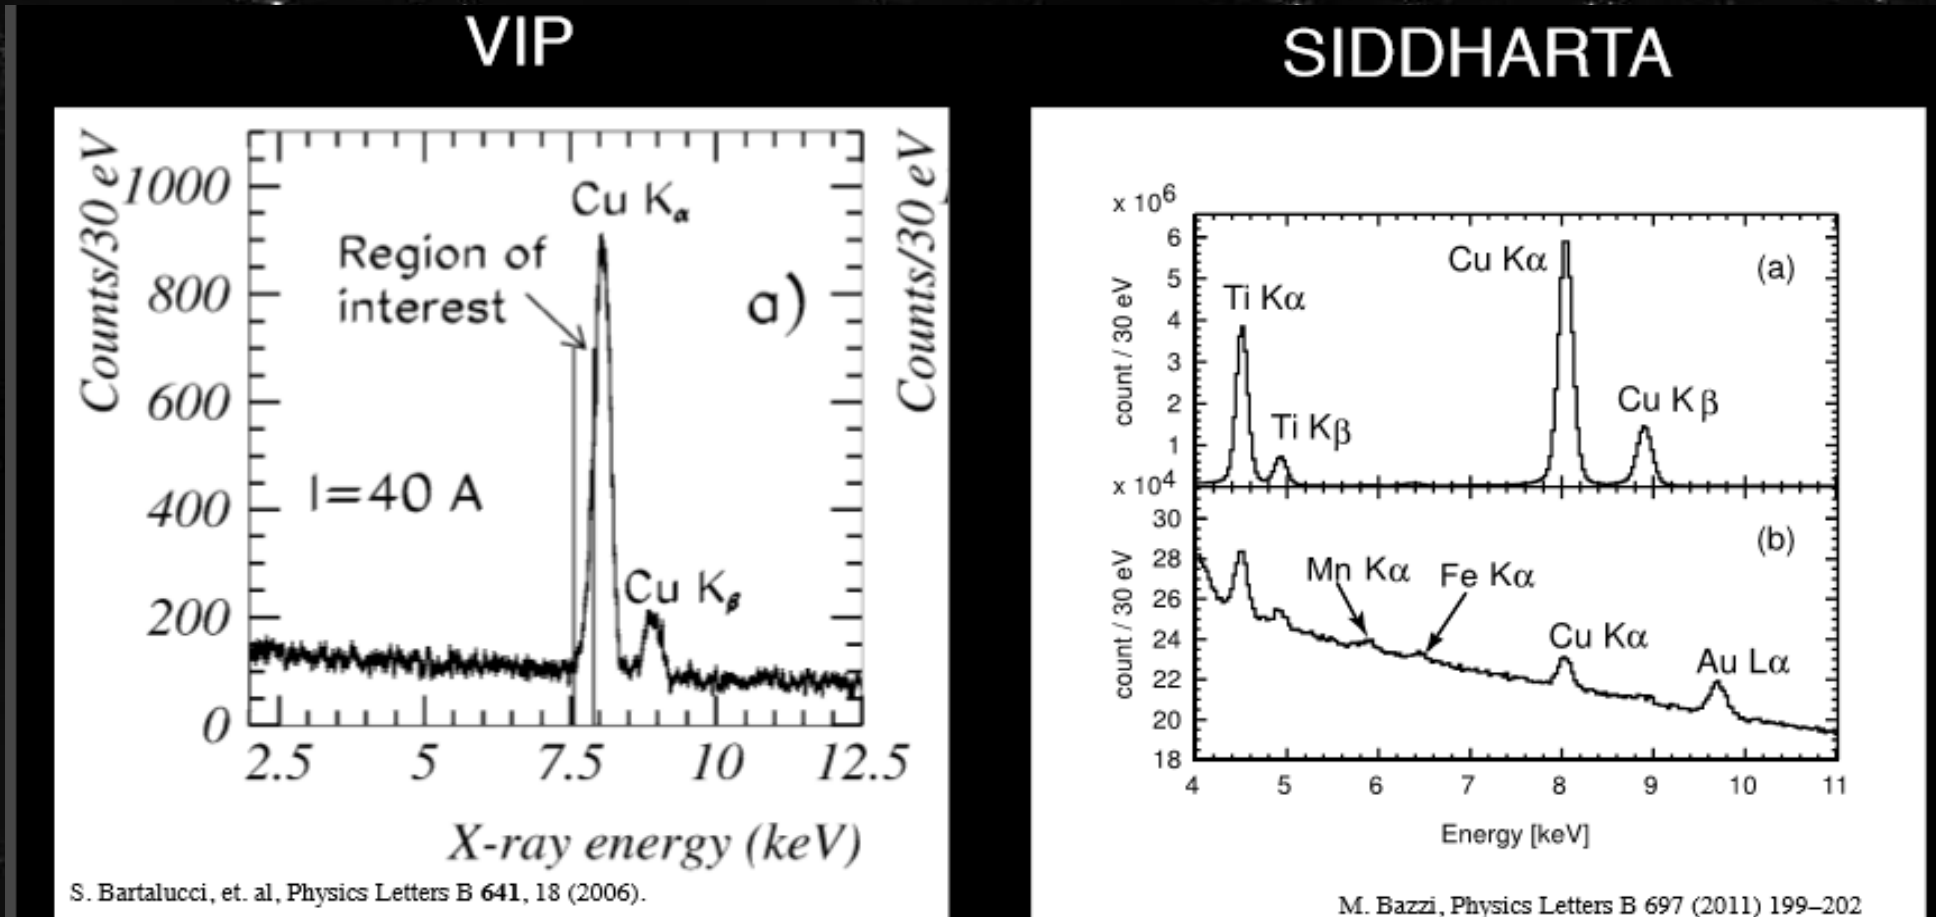 VIP
Counts/30 eV
1000
800
600
400
200
0
Cu Kα
Region of
interest
a)
I=40 A
Cu Kβ
2.5 5 7.5 10 12.5
X-ray energy (keV)
Counts/30 eV
S. Bartalucci, et. al, Physics Letters B 641, 18 (2006).
SIDDHARTA
x 10⁶
count / 30 eV
6
5
4
3
2
1
Ti Kα
Ti Kβ
Cu Kα
Cu K β
(a)
x 10⁴
count / 30 eV
30
28
26
24
22
20
18
(b)
Mn Kα
Fe Kα
Cu Kα
Au Lα
4 5 6 7 8 9 10 11
Energy [keV]
M. Bazzi, Physics Letters B 697 (2011) 199–202